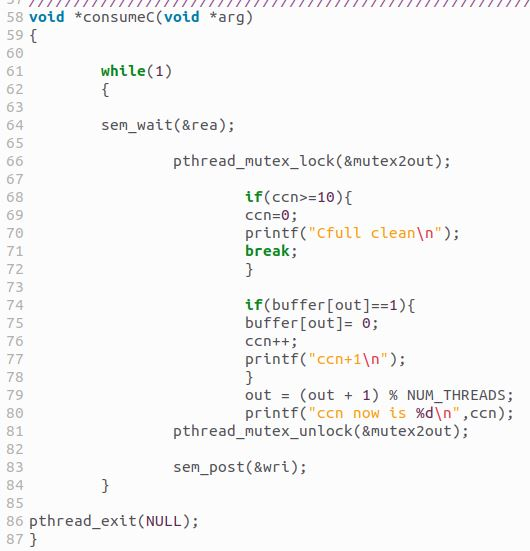 57 ////////////////////////////////////////////////////////////
58 void *consumeC(void *arg)
59 {
60
61 while(1)
62 {
63
64 sem_wait(&rea);
65
66 pthread_mutex_lock(&mutex2out);
67
68 if(ccn>=10){
69 ccn=0;
70 printf("Cfull clean\n");
71 break;
72 }
73
74 if(buffer[out]==1){
75 buffer[out]= 0;
76 ccn++;
77 printf("ccn+1\n");
78 }
79 out = (out + 1) % NUM_THREADS;
80 printf("ccn now is %d\n",ccn);
81 pthread_mutex_unlock(&mutex2out);
82
83 sem_post(&wri);
84 }
85
86 pthread_exit(NULL);
87 }